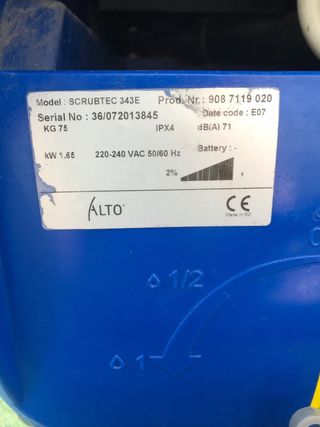 Model : SCRUBTEC 343E Prod. Nr.: 908 7119 020
Serial No : 36/072013845 Date code : E07
KG 75 IPX4 dB(A) 71
kW 1.65 220-240 VAC 50/60 Hz Battery : -
2%
ALTO CE
Made in EC
1/2
1